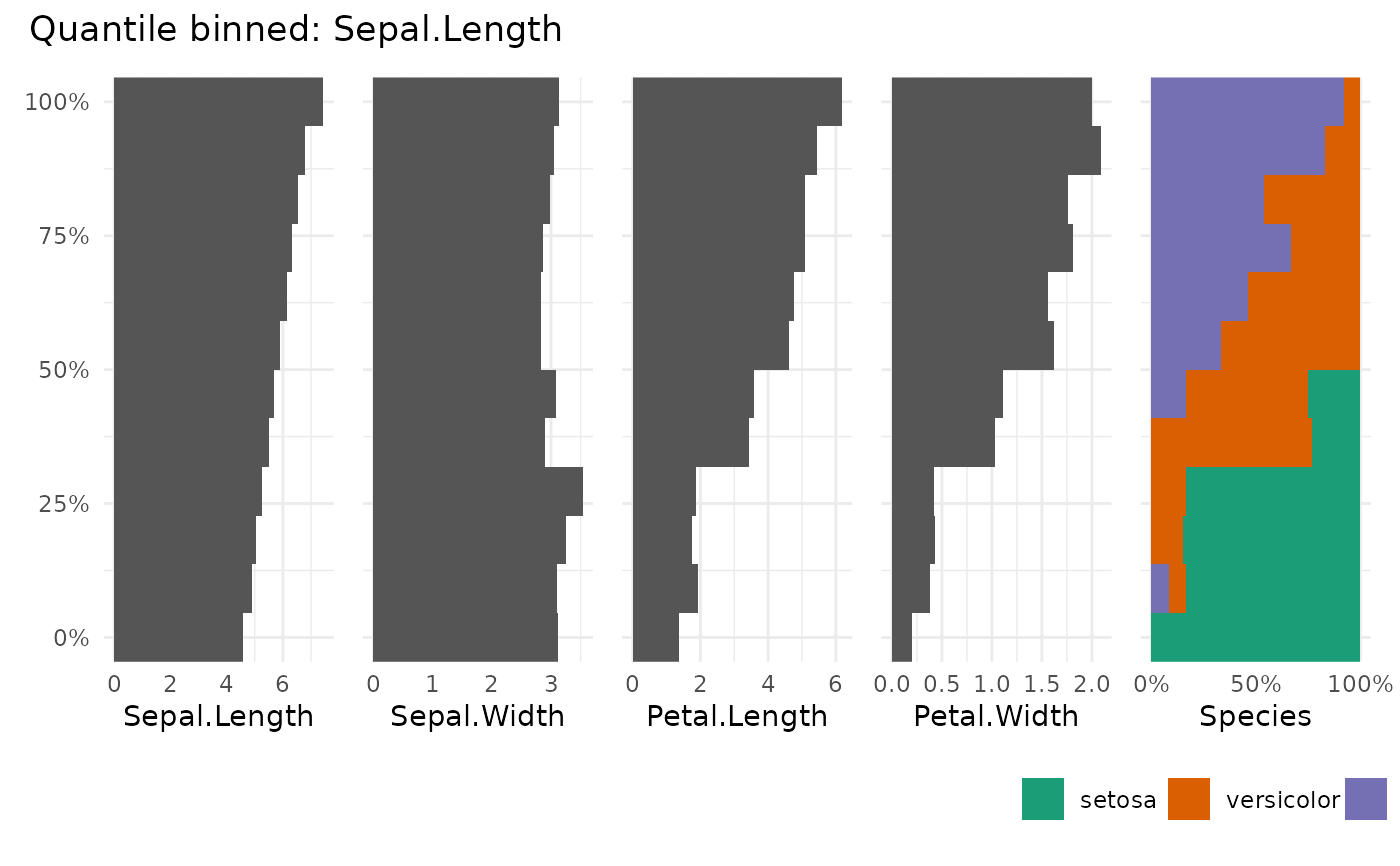 Quantile binned: Sepal.Length
100%
75%
50%
25%
0%
0 2 4 6
0 1 2 3
0 2 4 6
0.0 0.5 1.0 1.5 2.0
0% 50% 100%
Sepal.Length Sepal.Width Petal.Length Petal.Width Species
setosa versicolor